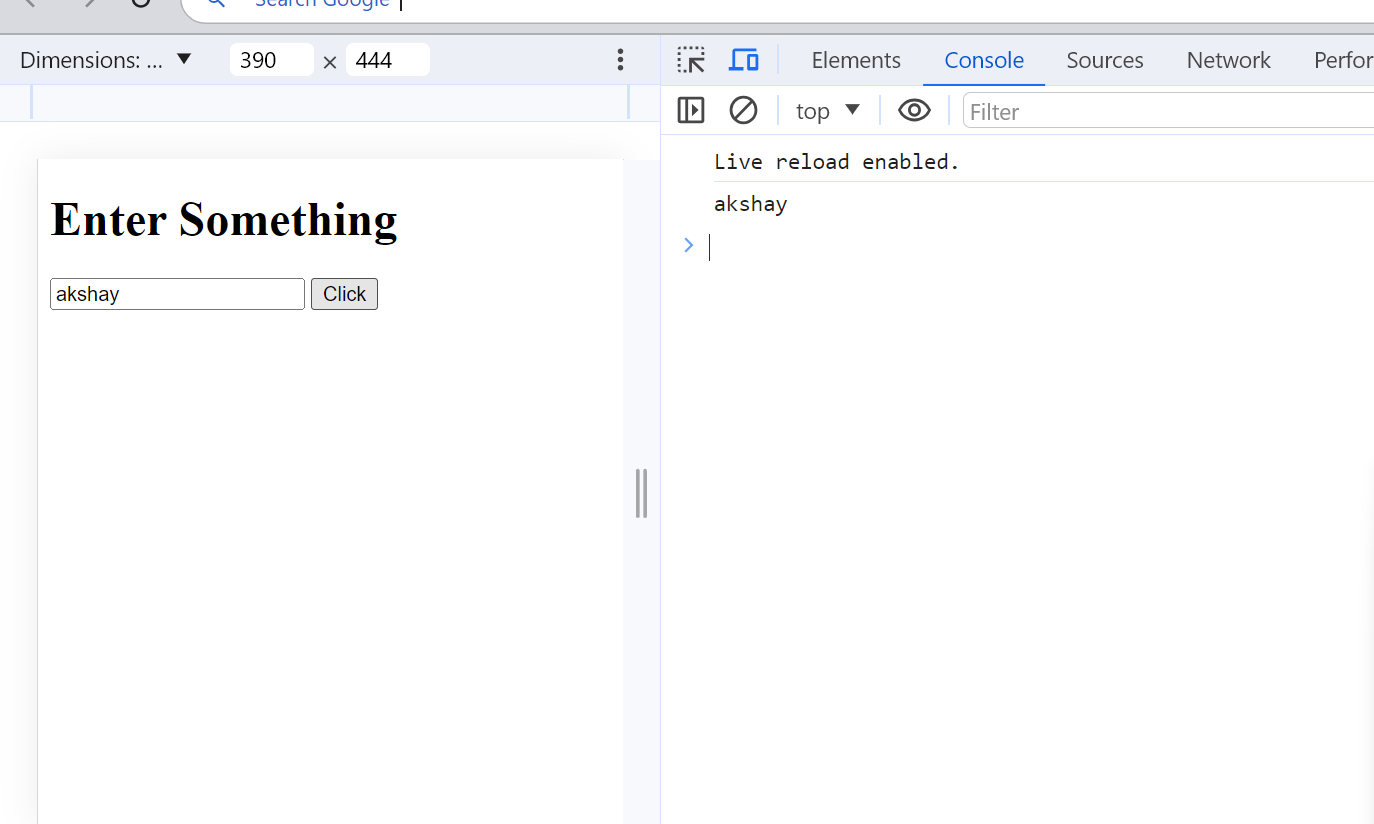 Search Google
Dimensions: ... 390 × 444
Elements Console Sources Network Perfor
top Filter
Live reload enabled.
akshay
Enter Something
akshay Click